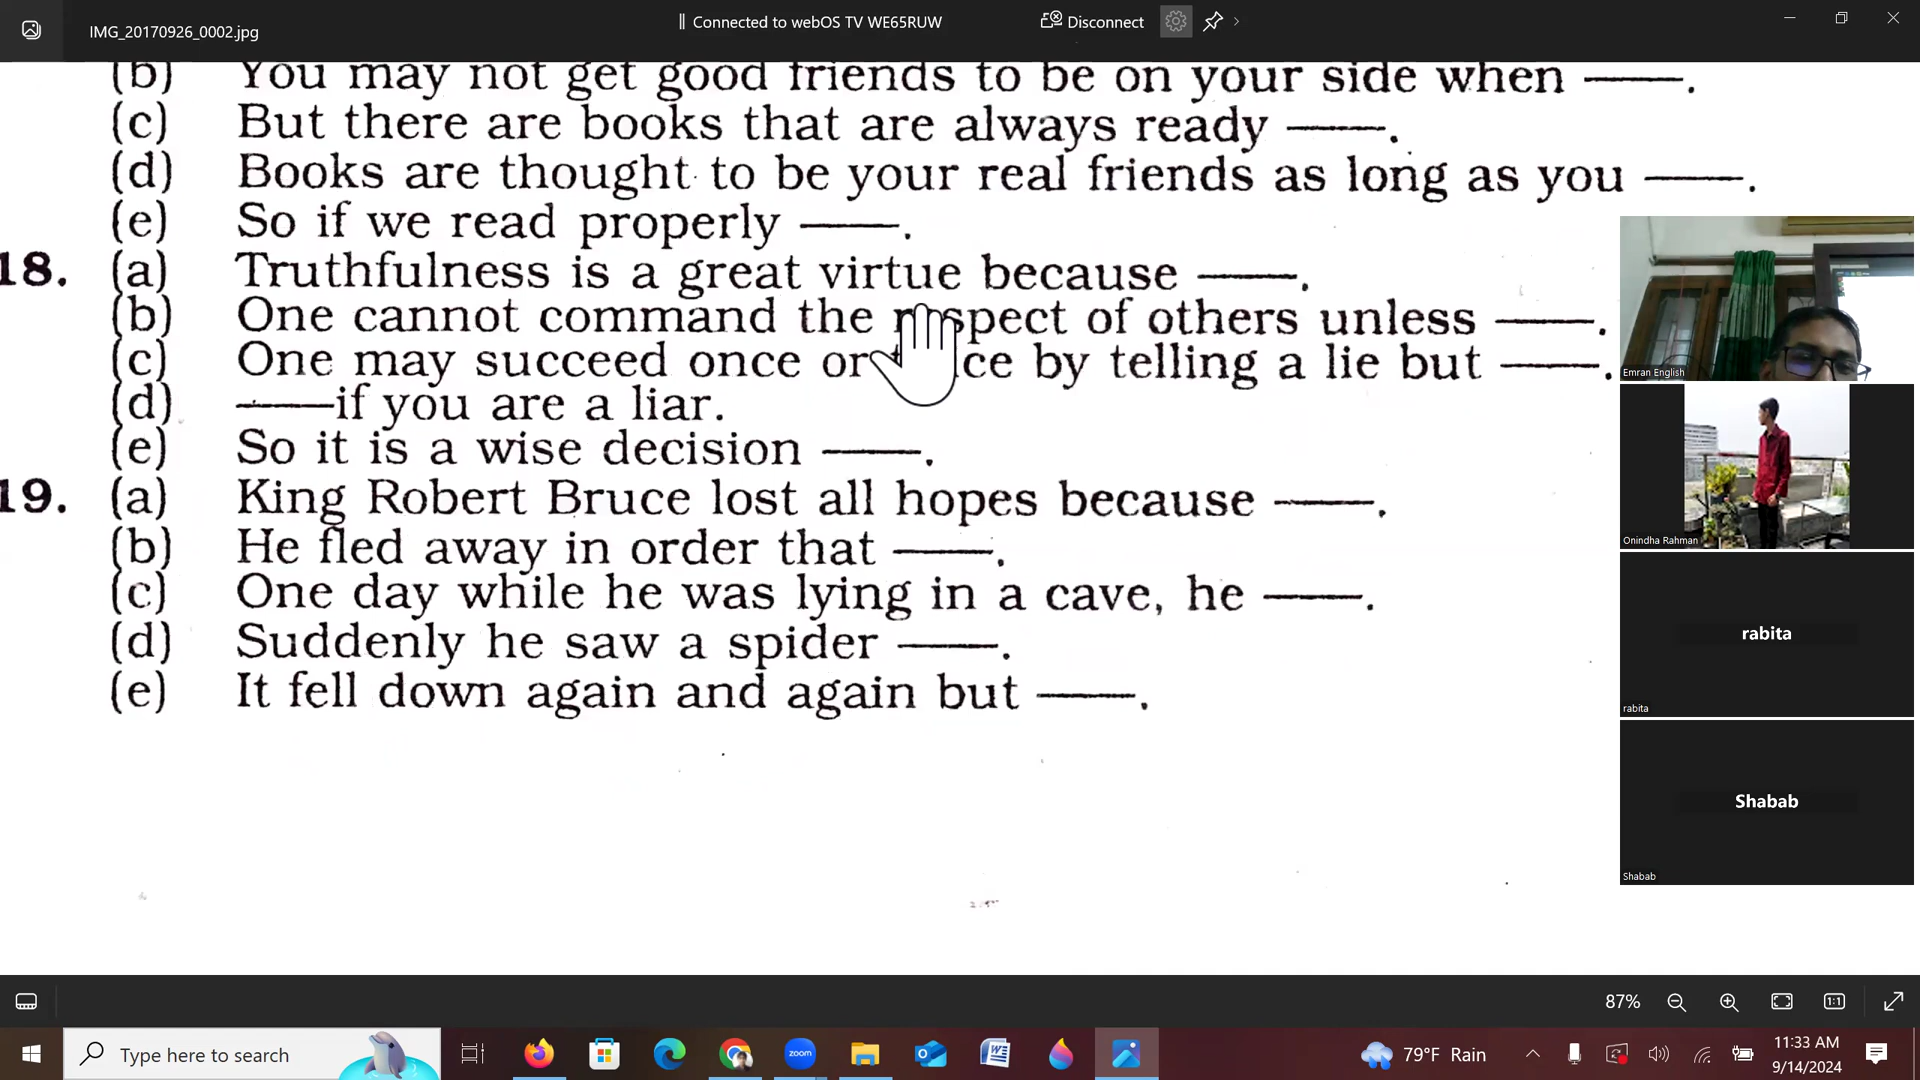 IMG_20170926_0002.jpg
Connected to webOS TV WE65RUW
Disconnect
(b) You may not get good friends to be on your side when ——.
(c) But there are books that are always ready ——.
(d) Books are thought to be your real friends as long as you ——.
(e) So if we read properly ——.
18. (a) Truthfulness is a great virtue because ——.
(b) One cannot command the respect of others unless ——.
(c) One may succeed once or by telling a lie but ——.
(d) ——if you are a liar.
(e) So it is a wise decision ——.
19. (a) King Robert Bruce lost all hopes because ——.
(b) He fled away in order that ——.
(c) One day while he was lying in a cave, he ——.
(d) Suddenly he saw a spider ——.
(e) It fell down again and again but ——.
Emran English
Onindha Rahman
rabita
rabita
Shabab
Shabab
87%
1:1
Type here to search
zoom
79°F Rain
11:33 AM
9/14/2024